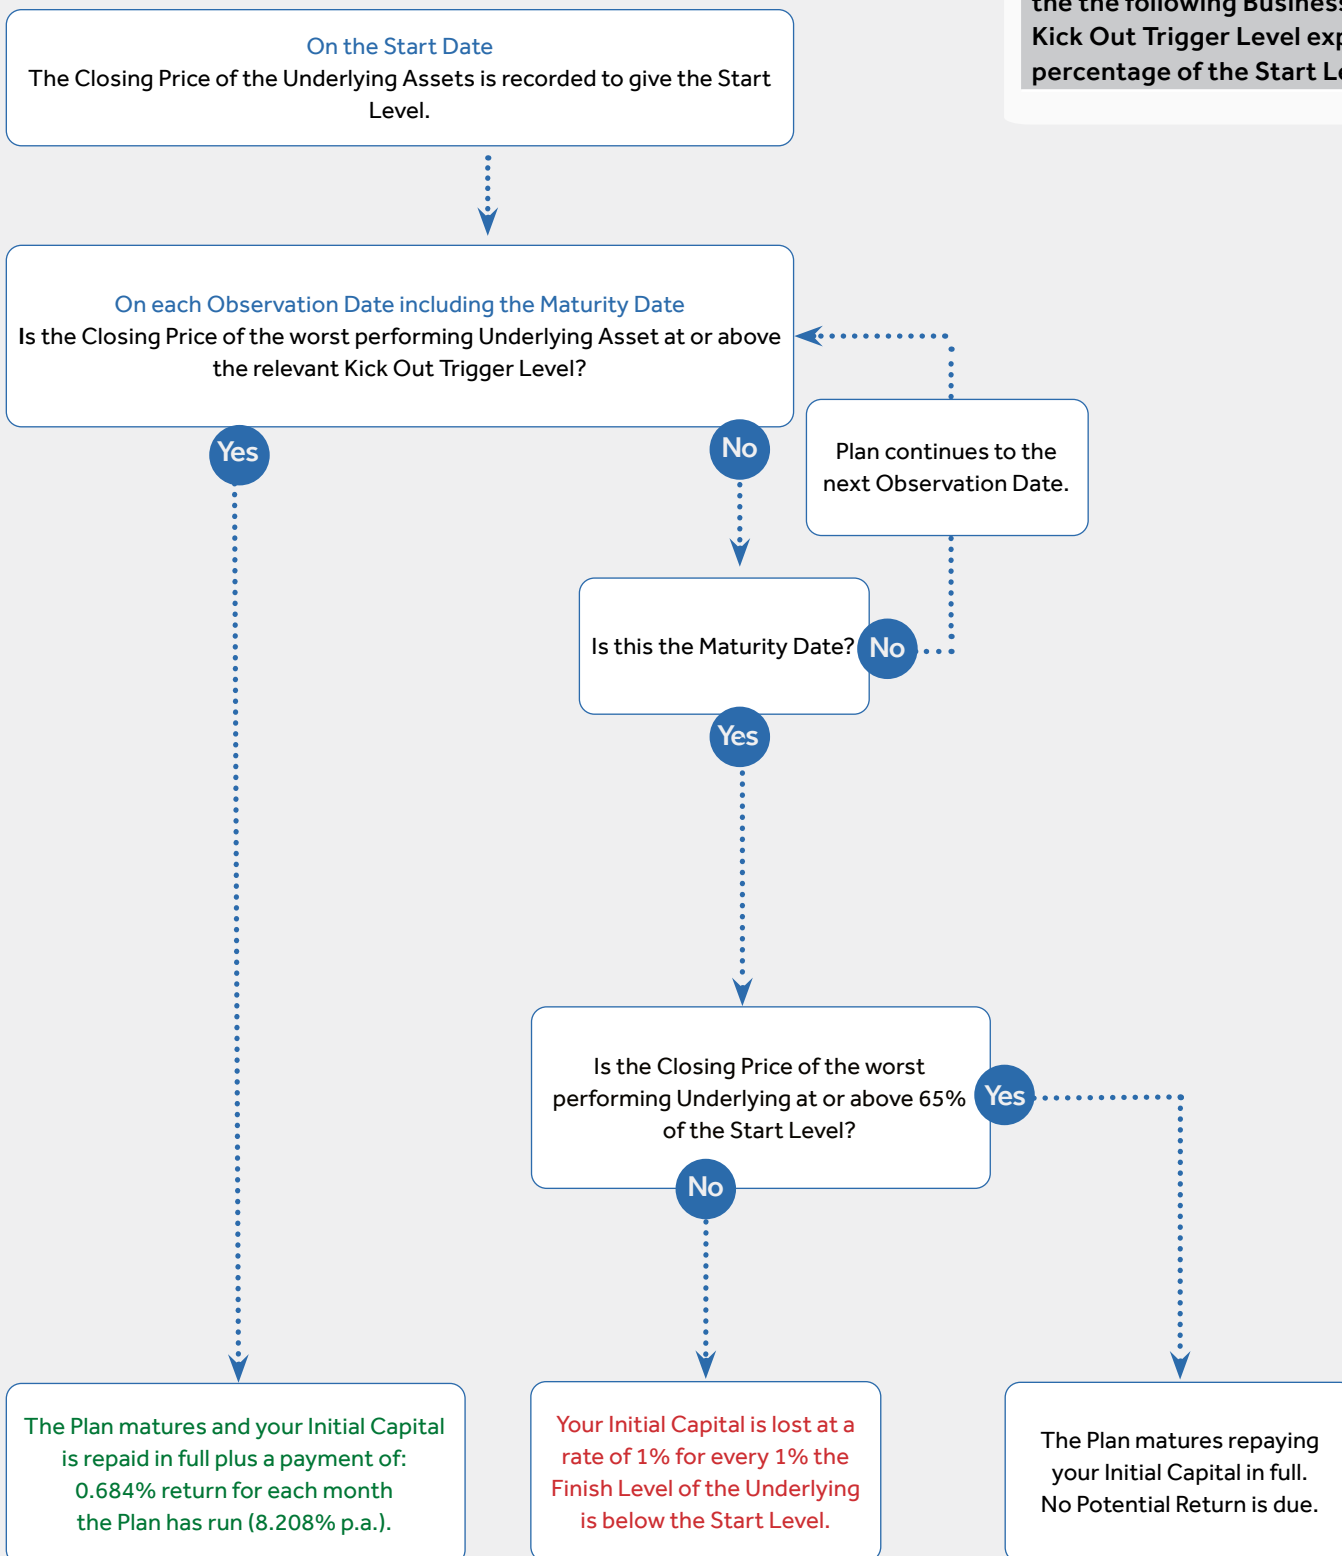 the the following Business
Kick Out Trigger Level exp
percentage of the Start Le
On the Start Date
The Closing Price of the Underlying Assets is recorded to give the Start
Level.
On each Observation Date including the Maturity Date
Is the Closing Price of the worst performing Underlying Asset at or above
the relevant Kick Out Trigger Level?
Yes
No
Plan continues to the
next Observation Date.
Is this the Maturity Date?
No
Yes
Is the Closing Price of the worst
performing Underlying at or above 65%
of the Start Level?
Yes
No
The Plan matures and your Initial Capital
is repaid in full plus a payment of:
0.684% return for each month
the Plan has run (8.208% p.a.).
Your Initial Capital is lost at a
rate of 1% for every 1% the
Finish Level of the Underlying
is below the Start Level.
The Plan matures repaying
your Initial Capital in full.
No Potential Return is due.